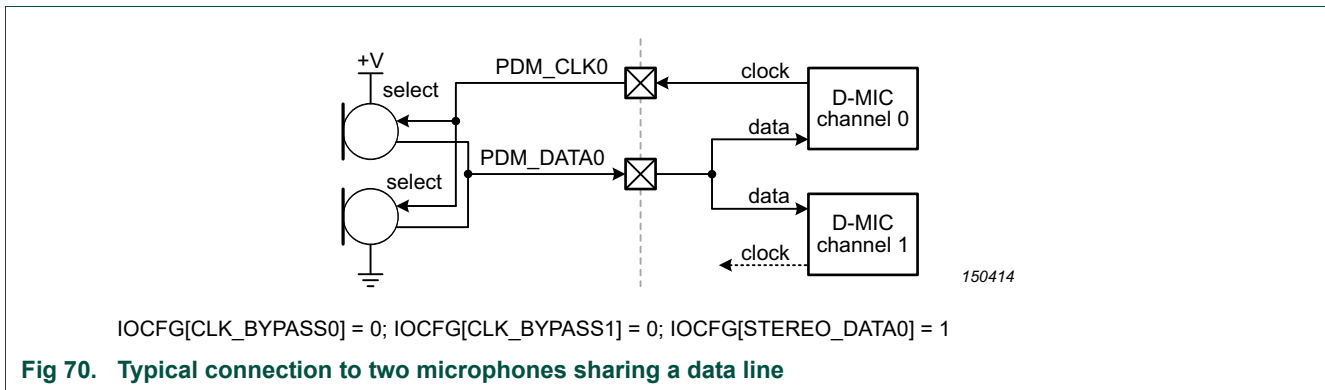 +V
select
PDM_CLK0
clock
D-MIC
channel 0
data
PDM_DATA0
select
data
D-MIC
channel 1
clock
150414
IOCFG[CLK_BYPASS0] = 0; IOCFG[CLK_BYPASS1] = 0; IOCFG[STEREO_DATA0] = 1
Fig 70. Typical connection to two microphones sharing a data line